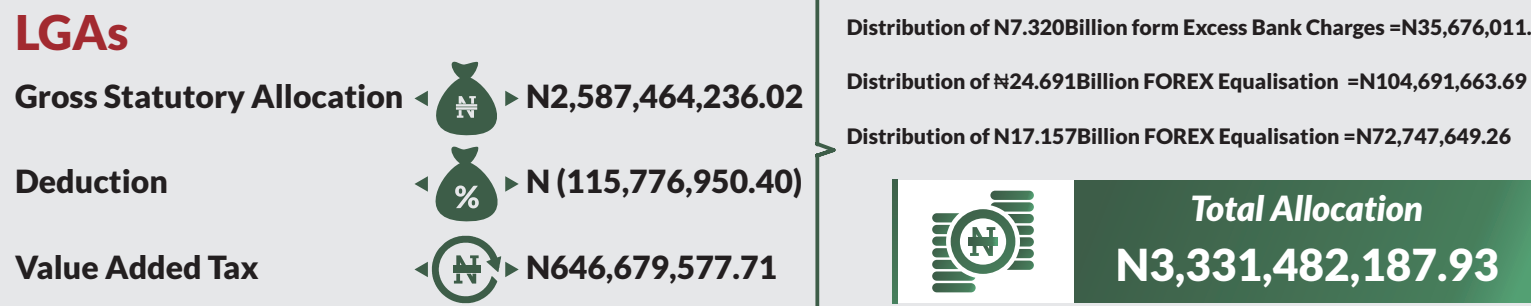 LGAs
Gross Statutory Allocation ₦ N2,587,464,236.02
Deduction % N (115,776,950.40)
Value Added Tax ₦ N646,679,577.71
Distribution of N7.320Billion form Excess Bank Charges =N35,676,011.
Distribution of ₦24.691Billion FOREX Equalisation =N104,691,663.69
Distribution of N17.157Billion FOREX Equalisation =N72,747,649.26
₦
Total Allocation
N3,331,482,187.93